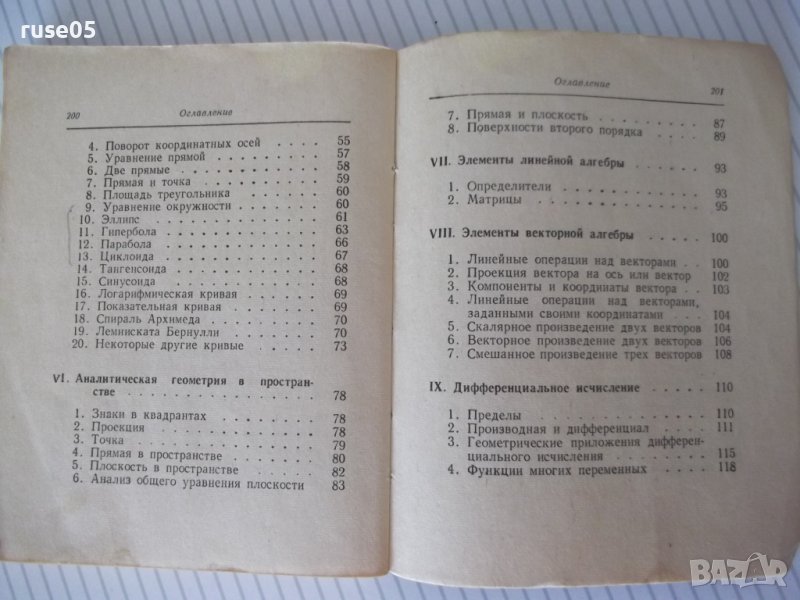 ruse05
200 Оглавление
4. Поворот координатных осей . . . . 55
5. Уравнение прямой . . . . . . . . 57
6. Две прямые . . . . . . . . . . . 58
7. Прямая и точка . . . . . . . . . 59
8. Площадь треугольника . . . . . . 60
9. Уравнение окружности . . . . . . 60
10. Эллипс . . . . . . . . . . . . . 61
11. Гипербола . . . . . . . . . . . 63
12. Парабола . . . . . . . . . . . . 66
13. Циклоида . . . . . . . . . . . . 67
14. Тангенсоида . . . . . . . . . . 68
15. Синусоида . . . . . . . . . . . 68
16. Логарифмическая кривая . . . . . 69
17. Показательная кривая . . . . . . 69
18. Спираль Архимеда . . . . . . . . 70
19. Лемниската Бернулли . . . . . . 70
20. Некоторые другие кривые . . . . 73
VI. Аналитическая геометрия в простран-
стве . . . . . . . . . . . . . . 78
1. Знаки в квадрантах . . . . . . . 78
2. Проекция . . . . . . . . . . . . 78
3. Точка . . . . . . . . . . . . . 79
4. Прямая в пространстве . . . . . 80
5. Плоскость в пространстве . . . . 82
6. Анализ общего уравнения плоскости 83
Оглавление 201
7. Прямая и плоскость . . . . . . . 87
8. Поверхности второго порядка . . . 89
VII. Элементы линейной алгебры . . . . 93
1. Определители . . . . . . . . . . 93
2. Матрицы . . . . . . . . . . . . 95
VIII. Элементы векторной алгебры . . . . . 100
1. Линейные операции над векторами . . 100
2. Проекция вектора на ось или вектор 102
3. Компоненты и координаты вектора . . 103
4. Линейные операции над векторами,
заданными своими координатами . . . . 104
5. Скалярное произведение двух векторов 104
6. Векторное произведение двух векторов 106
7. Смешанное произведение трех векторов 108
IX. Дифференциальное исчисление . . . . 110
1. Пределы . . . . . . . . . . . . 110
2. Производная и дифференциал . . . . 111
3. Геометрические приложения дифферен-
циального исчисления . . . . . . . . 115
4. Функции многих переменных . . . . 118
BAZAR